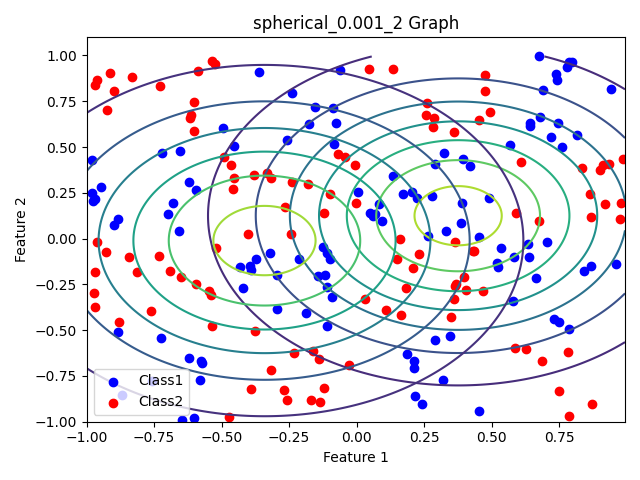 spherical_0.001_2 Graph
Feature 2
1.00
0.75
0.50
0.25
0.00
−0.25
−0.50
−0.75
−1.00
Class1
Class2
−1.00 −0.75 −0.50 −0.25 0.00 0.25 0.50 0.75
Feature 1